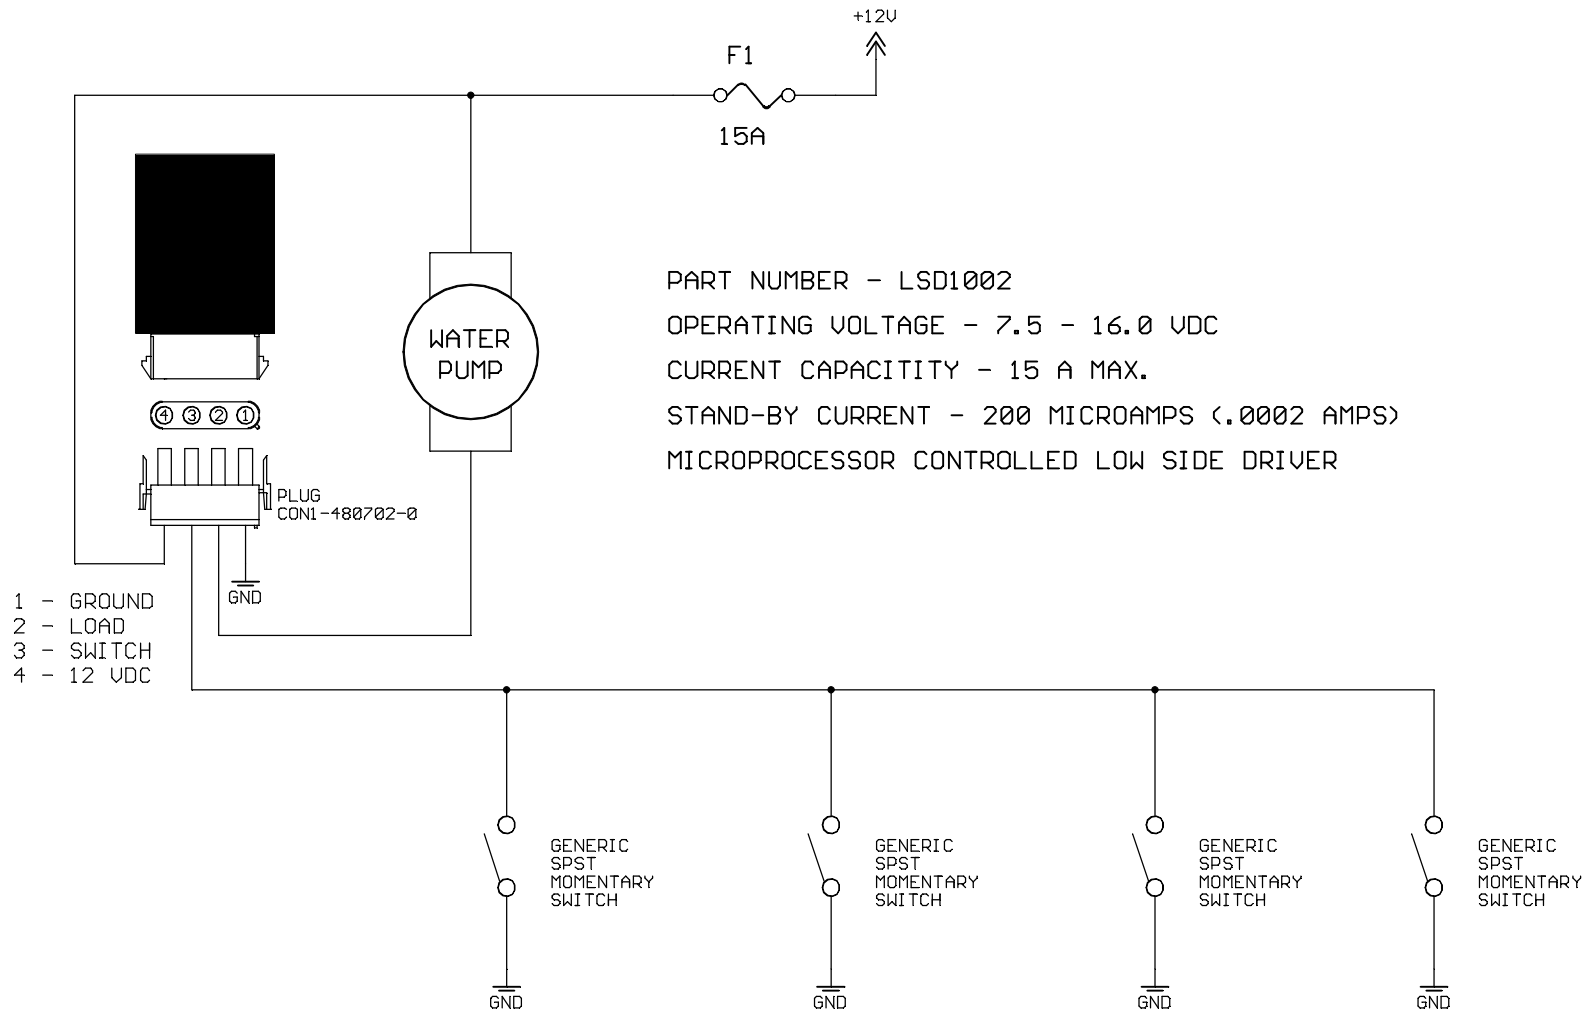 +12V
F1
15A
WATER
PUMP
PART NUMBER - LSD1002
OPERATING VOLTAGE - 7.5 - 16.0 VDC
CURRENT CAPACITITY - 15 A MAX.
STAND-BY CURRENT - 200 MICROAMPS (.0002 AMPS)
MICROPROCESSOR CONTROLLED LOW SIDE DRIVER
4 3 2 1
PLUG
CON1-480702-0
GND
1 - GROUND
2 - LOAD
3 - SWITCH
4 - 12 VDC
GENERIC
SPST
MOMENTARY
SWITCH
GND
GENERIC
SPST
MOMENTARY
SWITCH
GND
GENERIC
SPST
MOMENTARY
SWITCH
GND
GENERIC
SPST
MOMENTARY
SWITCH
GND